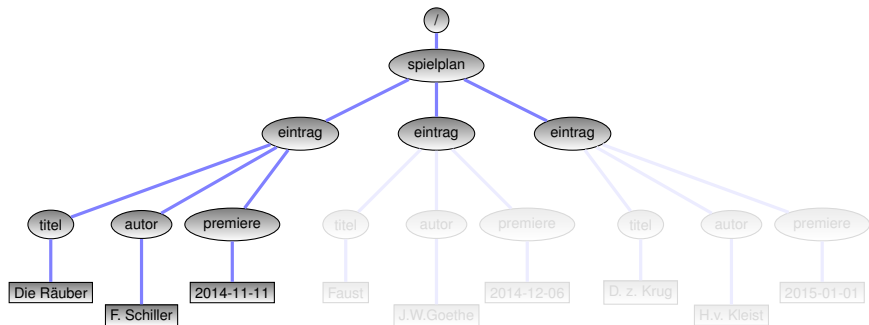 /
spielplan
eintrag eintrag eintrag
titel autor premiere titel autor premiere titel autor premiere
Die Räuber 2014-11-11 Faust 2014-12-06 D. z. Krug 2015-01-01
F. Schiller J.W.Goethe H.v. Kleist